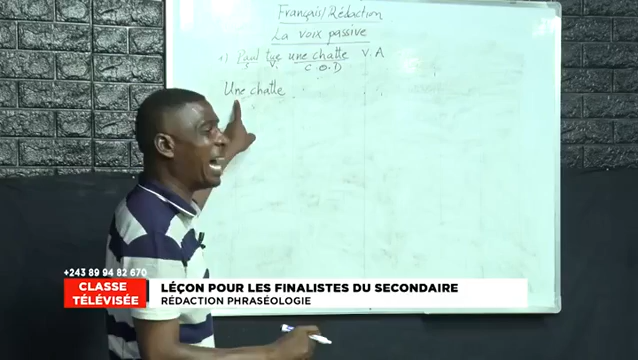 Français/Rédaction
La voix passive
1) Paul tue une chatte V.A
S. V. C.O.D
Une chatte
+243 89 94 82 670
CLASSE TÉLÉVISÉE
LÉÇON POUR LES FINALISTES DU SECONDAIRE
RÉDACTION PHRASÉOLOGIE